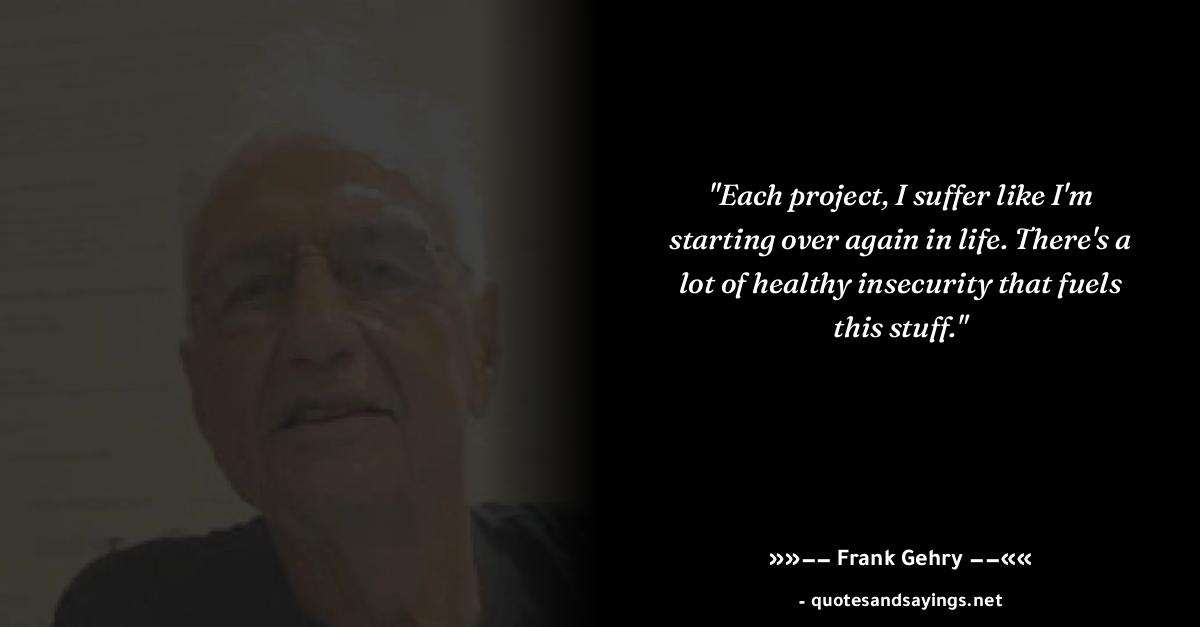 "Each project, I suffer like I'm
starting over again in life. There's a
lot of healthy insecurity that fuels
this stuff."
»»−− Frank Gehry −−««
- quotesandsayings.net